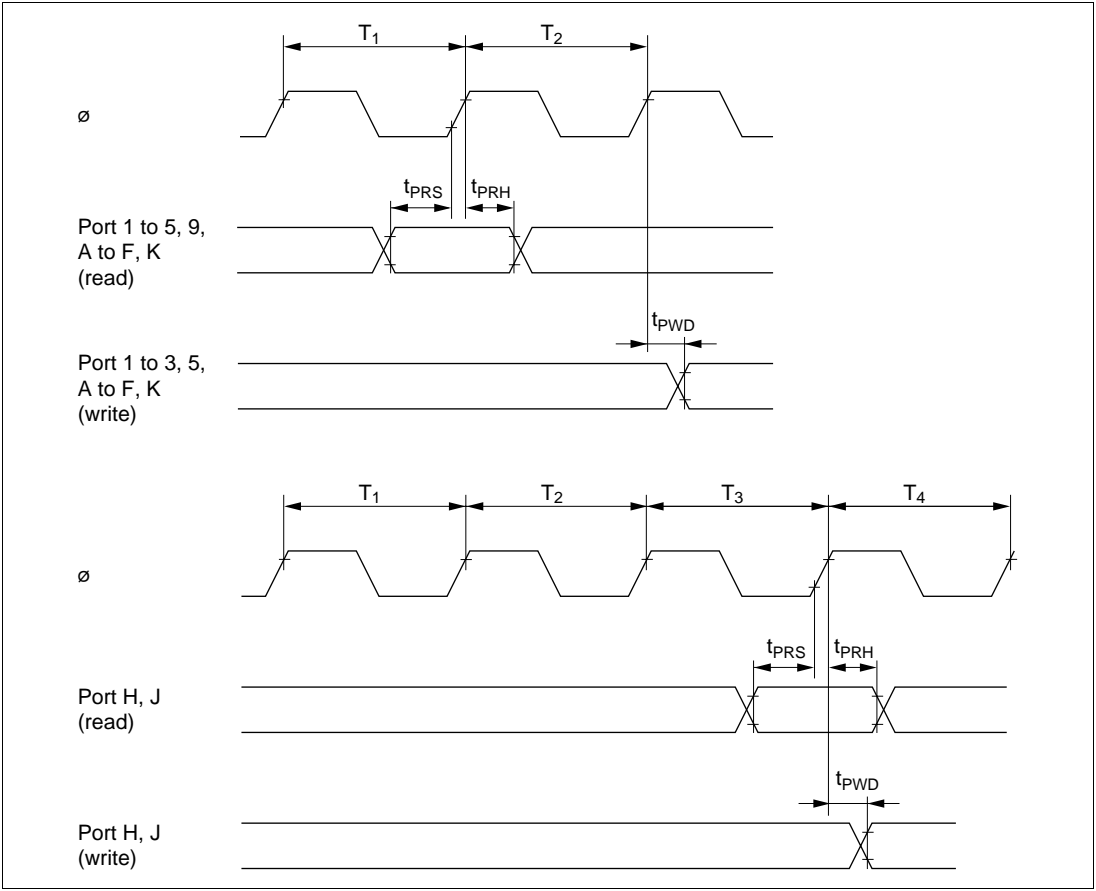 T1 T2
ø
tPRS tPRH
Port 1 to 5, 9,
A to F, K
(read)
tPWD
Port 1 to 3, 5,
A to F, K
(write)
T1 T2 T3 T4
ø
tPRS tPRH
Port H, J
(read)
tPWD
Port H, J
(write)